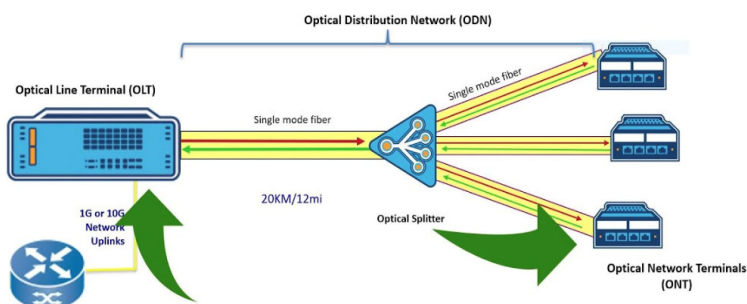 Optical Distribution Network (ODN)
Optical Line Terminal (OLT)
Single mode fiber
Single mode fiber
20KM/12mi
1G or 10G
Network
Uplinks
Optical Splitter
Optical Network Terminals
(ONT)